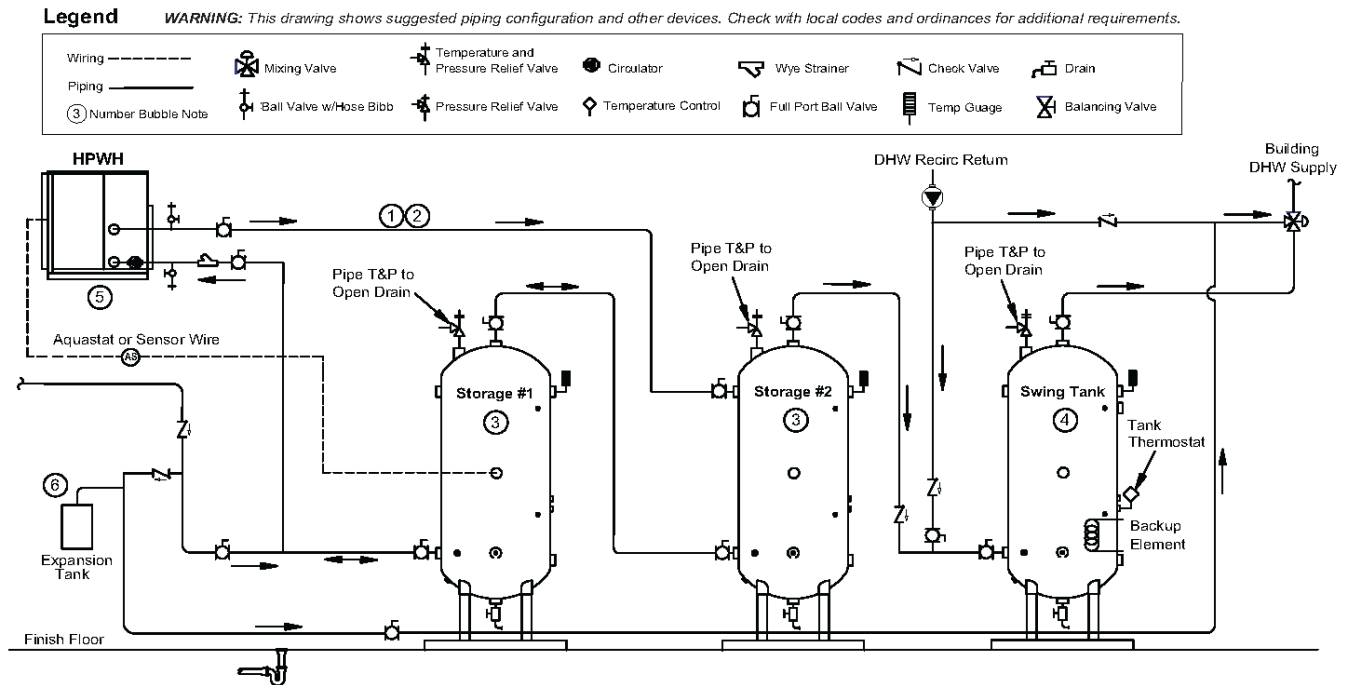 Legend
WARNING: This drawing shows suggested piping configuration and other devices. Check with local codes and ordinances for additional requirements.
Wiring
Piping
3 Number Bubble Note
Mixing Valve
'Ball Valve w/Hose Bibb
Temperature and
Pressure Relief Valve
Pressure Relief Valve
Circulator
Temperature Control
Wye Strainer
Full Port Ball Valve
Check Valve
Temp Guage
Drain
Balancing Valve
HPWH
DHW Recirc Return
Building
DHW Supply
1 2
Pipe T&P to
Open Drain
Pipe T&P to
Open Drain
Pipe T&P to
Open Drain
5
Aquastat or Sensor Wire
AS
Storage #1
3
Storage #2
3
Swing Tank
4
Tank
Thermostat
6
Expansion
Tank
Backup
Element
Finish Floor